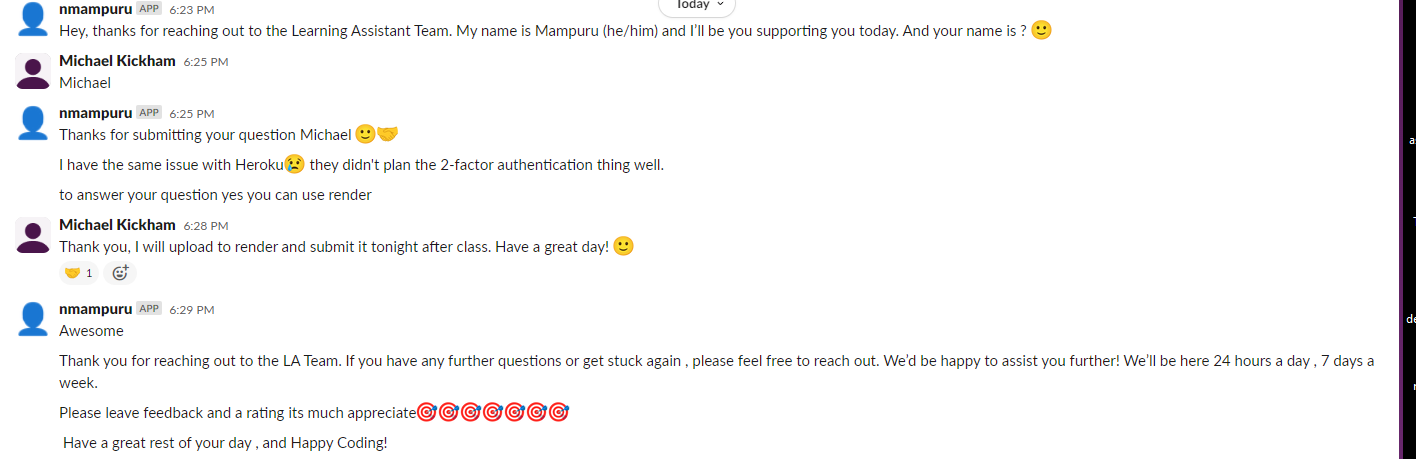 Today
nmampuru APP 6:23 PM
Hey, thanks for reaching out to the Learning Assistant Team. My name is Mampuru (he/him) and I'll be you supporting you today. And your name is ? 🙂
Michael Kickham 6:25 PM
Michael
nmampuru APP 6:25 PM
Thanks for submitting your question Michael 🙂🤝
I have the same issue with Heroku😢 they didn't plan the 2-factor authentication thing well.
to answer your question yes you can use render
Michael Kickham 6:28 PM
Thank you, I will upload to render and submit it tonight after class. Have a great day! 🙂
🤝 1
nmampuru APP 6:29 PM
Awesome
Thank you for reaching out to the LA Team. If you have any further questions or get stuck again , please feel free to reach out. We'd be happy to assist you further! We'll be here 24 hours a day , 7 days a
week.
Please leave feedback and a rating its much appreciate🎯🎯🎯🎯🎯🎯🎯
Have a great rest of your day , and Happy Coding!